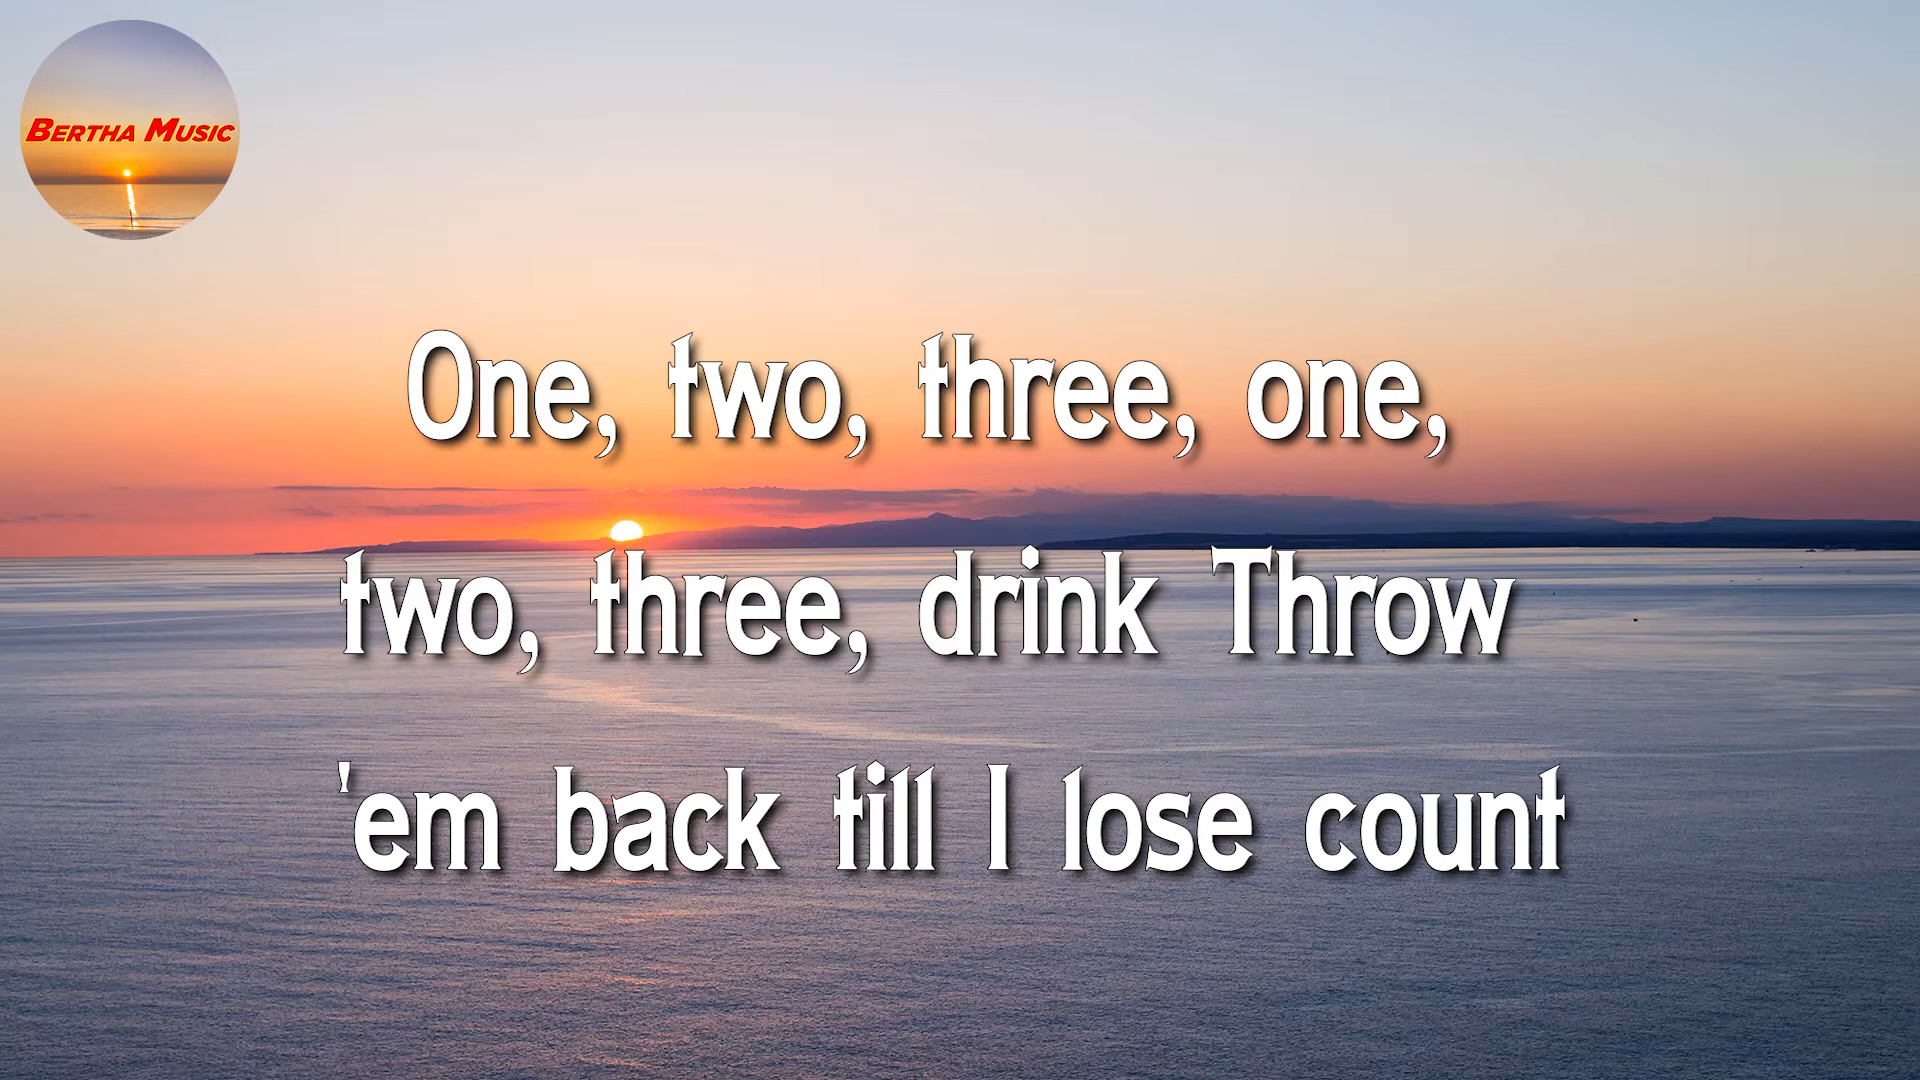 BERTHA MUSIC
One, two, three, one,
two, three, drink Throw
'em back till I lose count